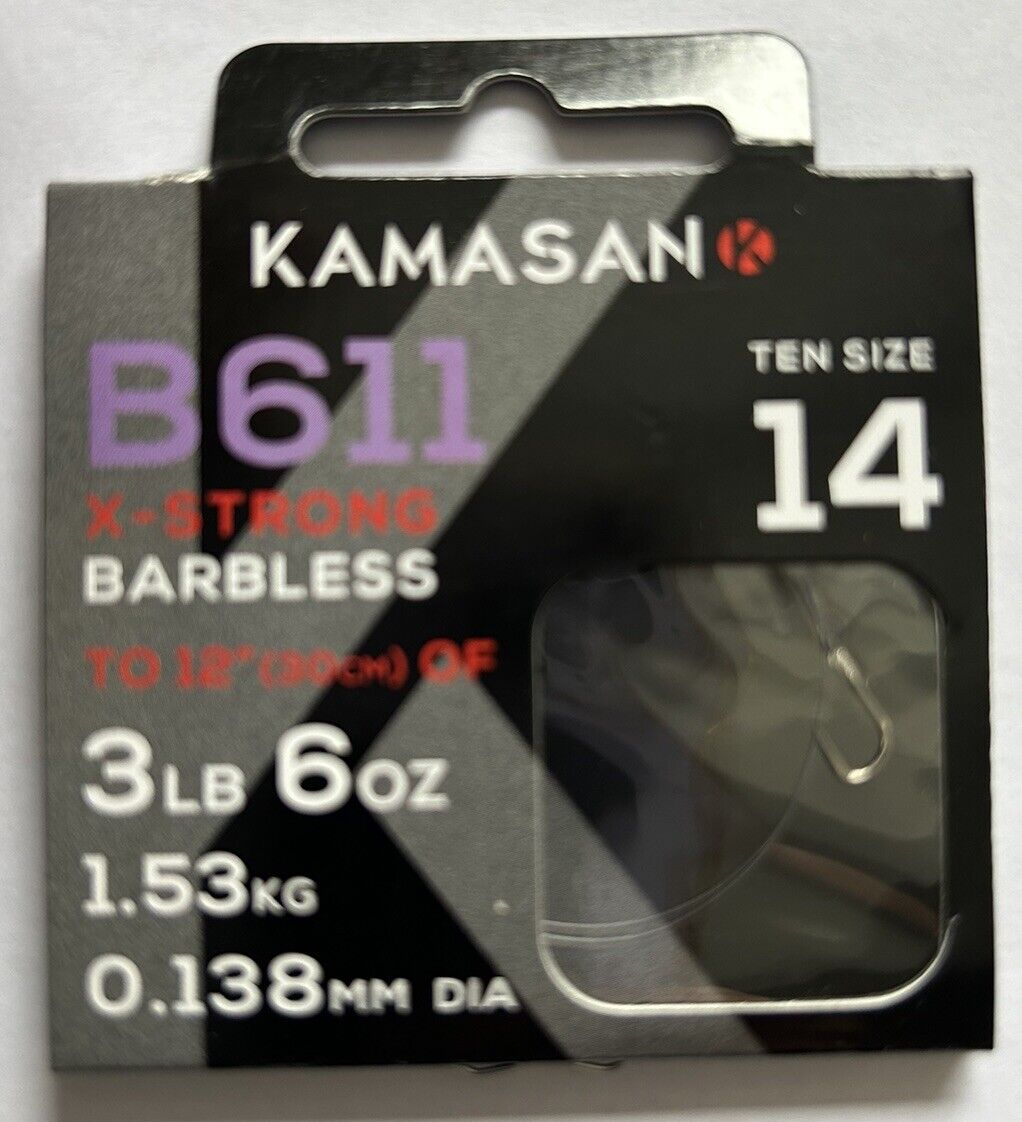 KAMASAN K
B611
TEN SIZE
14
X-STRONG
BARBLESS
TO 12" (30CM) OF
3LB 6OZ
1.53KG
0.138MM DIA